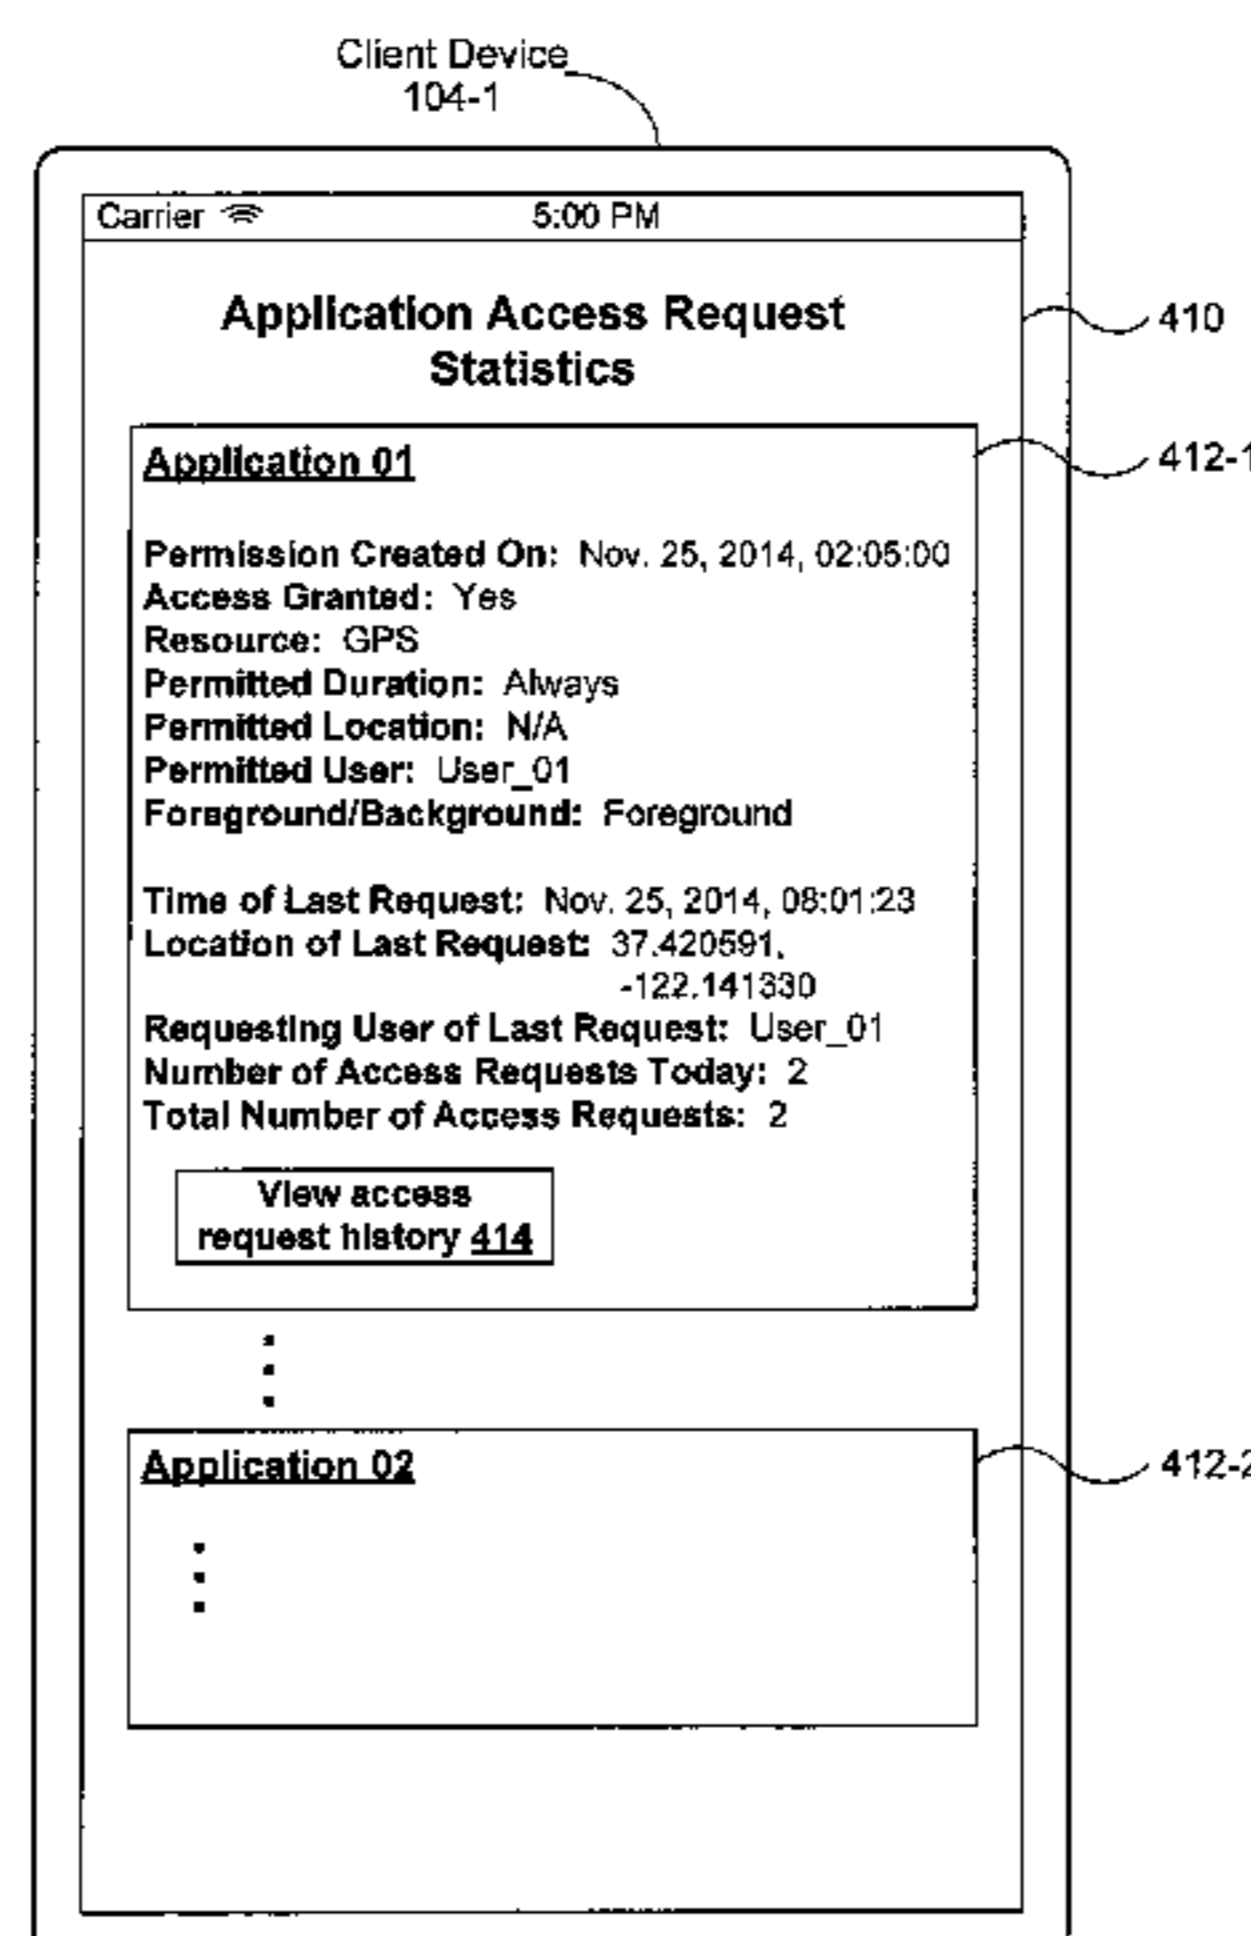 Client Device
104-1
Carrier 5:00 PM
Application Access Request
Statistics
410
Application 01
412-1
Permission Created On: Nov. 25, 2014, 02:05:00
Access Granted: Yes
Resource: GPS
Permitted Duration: Always
Permitted Location: N/A
Permitted User: User_01
Foreground/Background: Foreground
Time of Last Request: Nov. 25, 2014, 08:01:23
Location of Last Request: 37.420591,
-122.141330
Requesting User of Last Request: User_01
Number of Access Requests Today: 2
Total Number of Access Requests: 2
View access
request history 414
Application 02
412-2